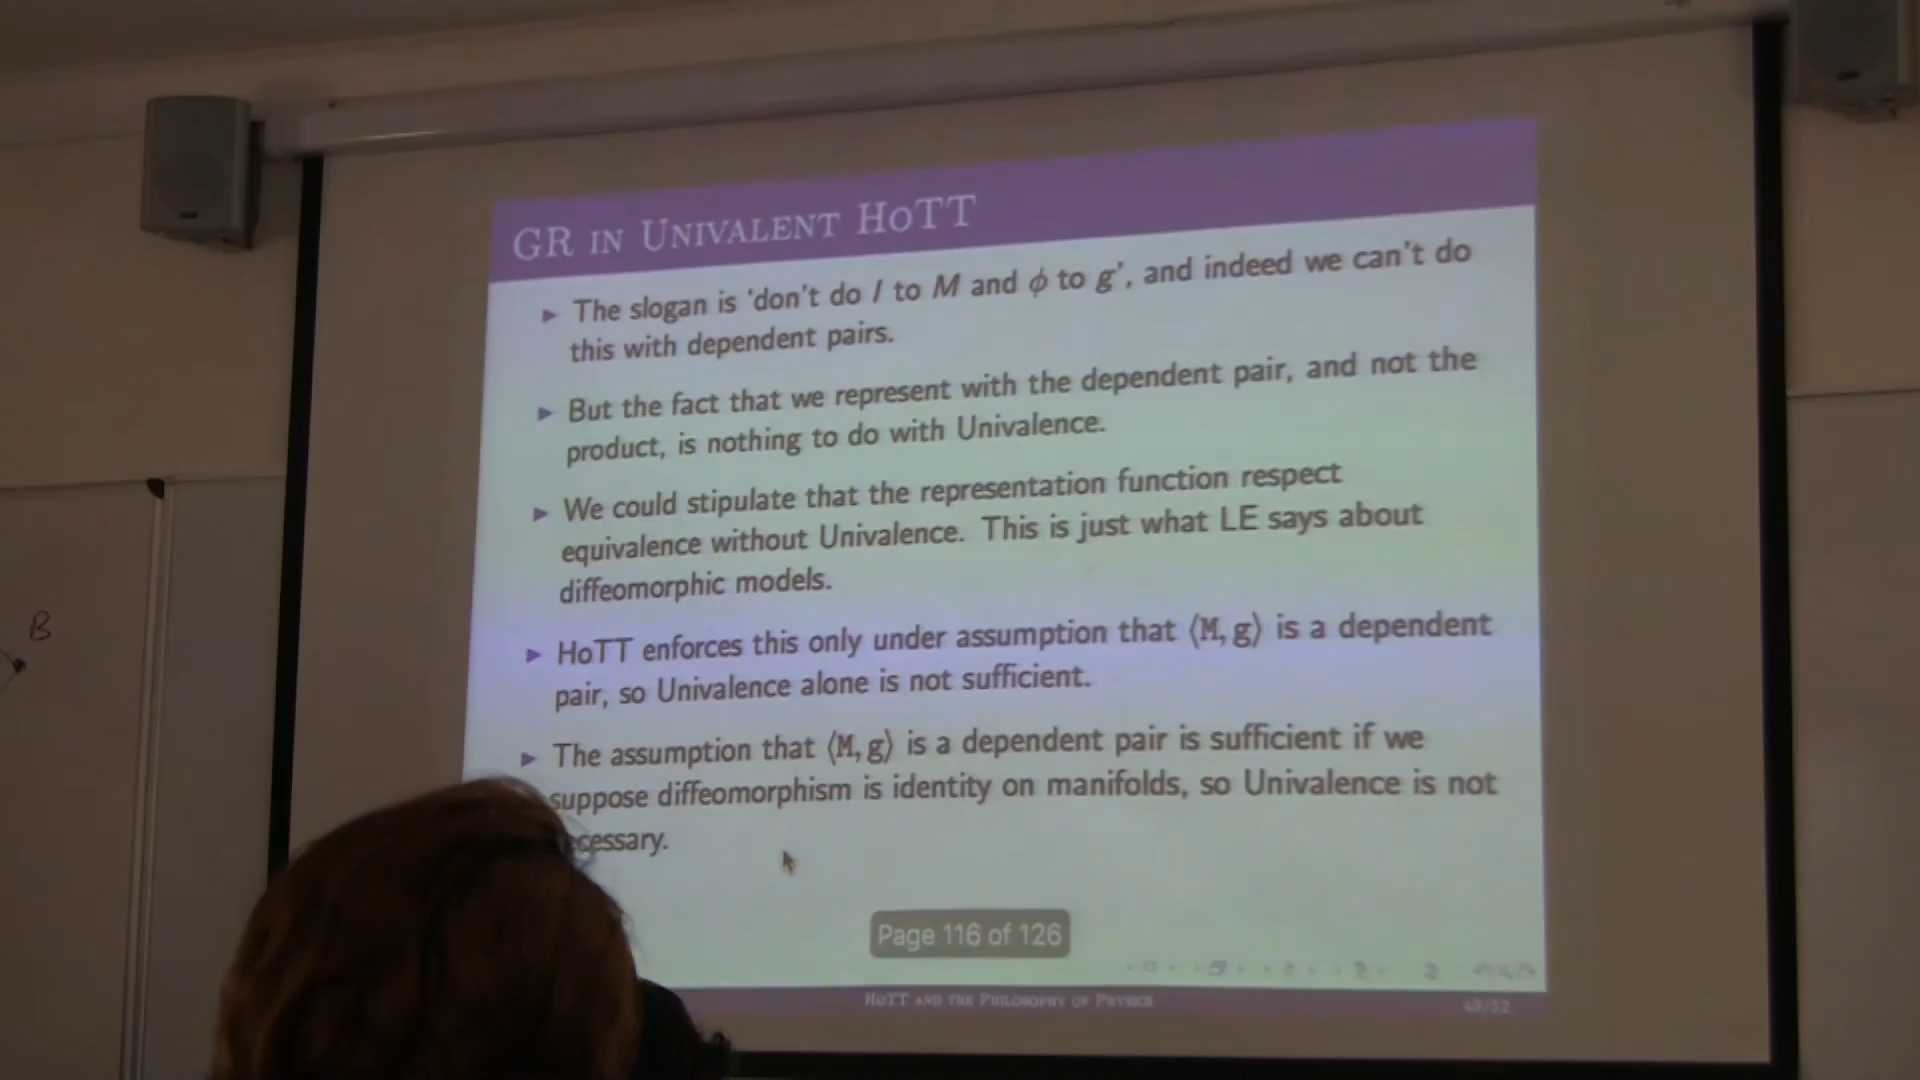 GR IN UNIVALENT HOTT
► The slogan is ‘don’t do I to M and ϕ to g’, and indeed we can’t do
this with dependent pairs.
► But the fact that we represent with the dependent pair, and not the
product, is nothing to do with Univalence.
► We could stipulate that the representation function respect
equivalence without Univalence. This is just what LE says about
diffeomorphic models.
► HoTT enforces this only under assumption that ⟨M, g⟩ is a dependent
pair, so Univalence alone is not sufficient.
► The assumption that ⟨M, g⟩ is a dependent pair is sufficient if we
suppose diffeomorphism is identity on manifolds, so Univalence is not
cessary.
B
Page 116 of 126
HOTT AND THE PHILOSOPHY OF PHYSICS
49/52